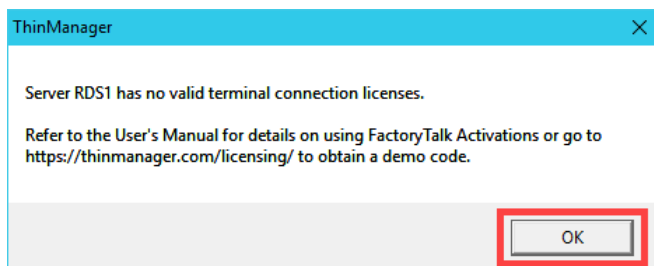 ThinManager
Server RDS1 has no valid terminal connection licenses.
Refer to the User's Manual for details on using FactoryTalk Activations or go to
https://thinmanager.com/licensing/ to obtain a demo code.
OK